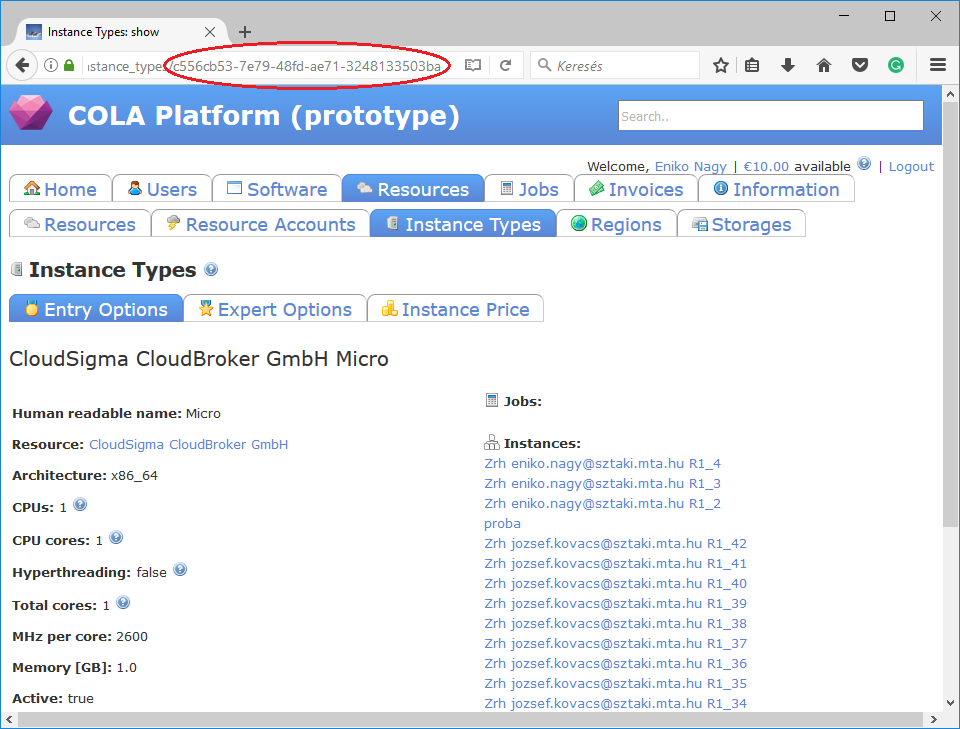 Instance Types: show
instance_types/c556cb53-7e79-48fd-ae71-3248133503ba
Keresés
COLA Platform (prototype)
Search..
Welcome, Eniko Nagy | €10.00 available | Logout
Home Users Software Resources Jobs Invoices Information
Resources Resource Accounts Instance Types Regions Storages
Instance Types
Entry Options Expert Options Instance Price
CloudSigma CloudBroker GmbH Micro
Human readable name: Micro
Resource: CloudSigma CloudBroker GmbH
Architecture: x86_64
CPUs: 1
CPU cores: 1
Hyperthreading: false
Total cores: 1
MHz per core: 2600
Memory [GB]: 1.0
Active: true
Jobs:
Instances:
Zrh eniko.nagy@sztaki.mta.hu R1_4
Zrh eniko.nagy@sztaki.mta.hu R1_3
Zrh eniko.nagy@sztaki.mta.hu R1_2
proba
Zrh jozsef.kovacs@sztaki.mta.hu R1_42
Zrh jozsef.kovacs@sztaki.mta.hu R1_41
Zrh jozsef.kovacs@sztaki.mta.hu R1_40
Zrh jozsef.kovacs@sztaki.mta.hu R1_39
Zrh jozsef.kovacs@sztaki.mta.hu R1_38
Zrh jozsef.kovacs@sztaki.mta.hu R1_37
Zrh jozsef.kovacs@sztaki.mta.hu R1_36
Zrh jozsef.kovacs@sztaki.mta.hu R1_35
Zrh jozsef.kovacs@sztaki.mta.hu R1_34